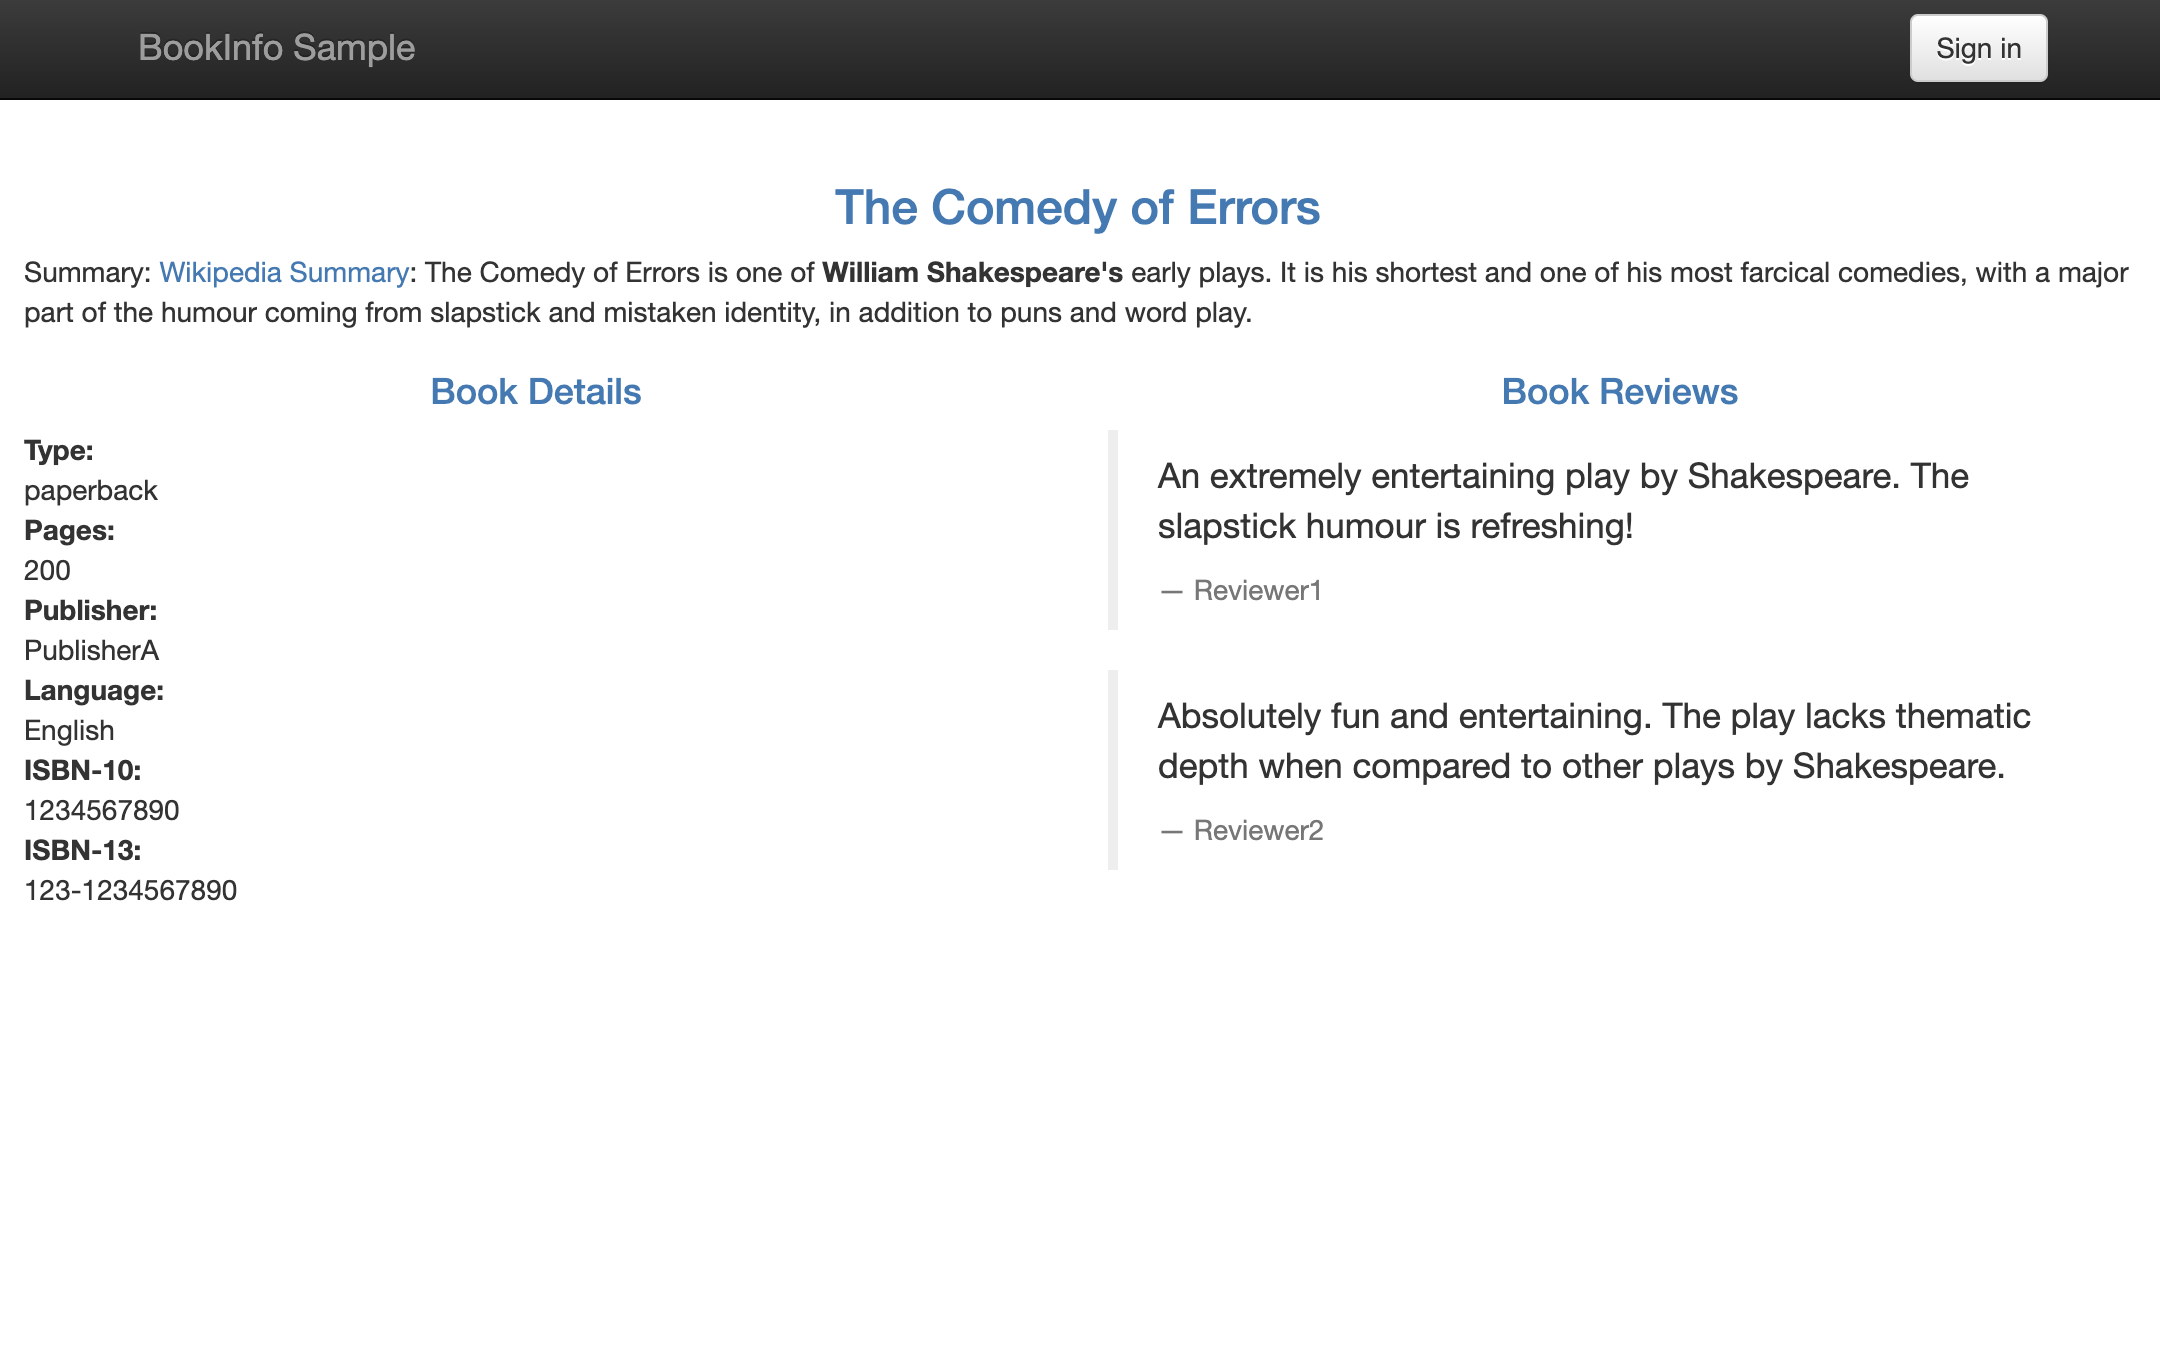 BookInfo Sample
Sign in
The Comedy of Errors
Summary: Wikipedia Summary: The Comedy of Errors is one of William Shakespeare's early plays. It is his shortest and one of his most farcical comedies, with a major
part of the humour coming from slapstick and mistaken identity, in addition to puns and word play.
Book Details
Type:
paperback
Pages:
200
Publisher:
PublisherA
Language:
English
ISBN-10:
1234567890
ISBN-13:
123-1234567890
Book Reviews
An extremely entertaining play by Shakespeare. The
slapstick humour is refreshing!
— Reviewer1
Absolutely fun and entertaining. The play lacks thematic
depth when compared to other plays by Shakespeare.
— Reviewer2